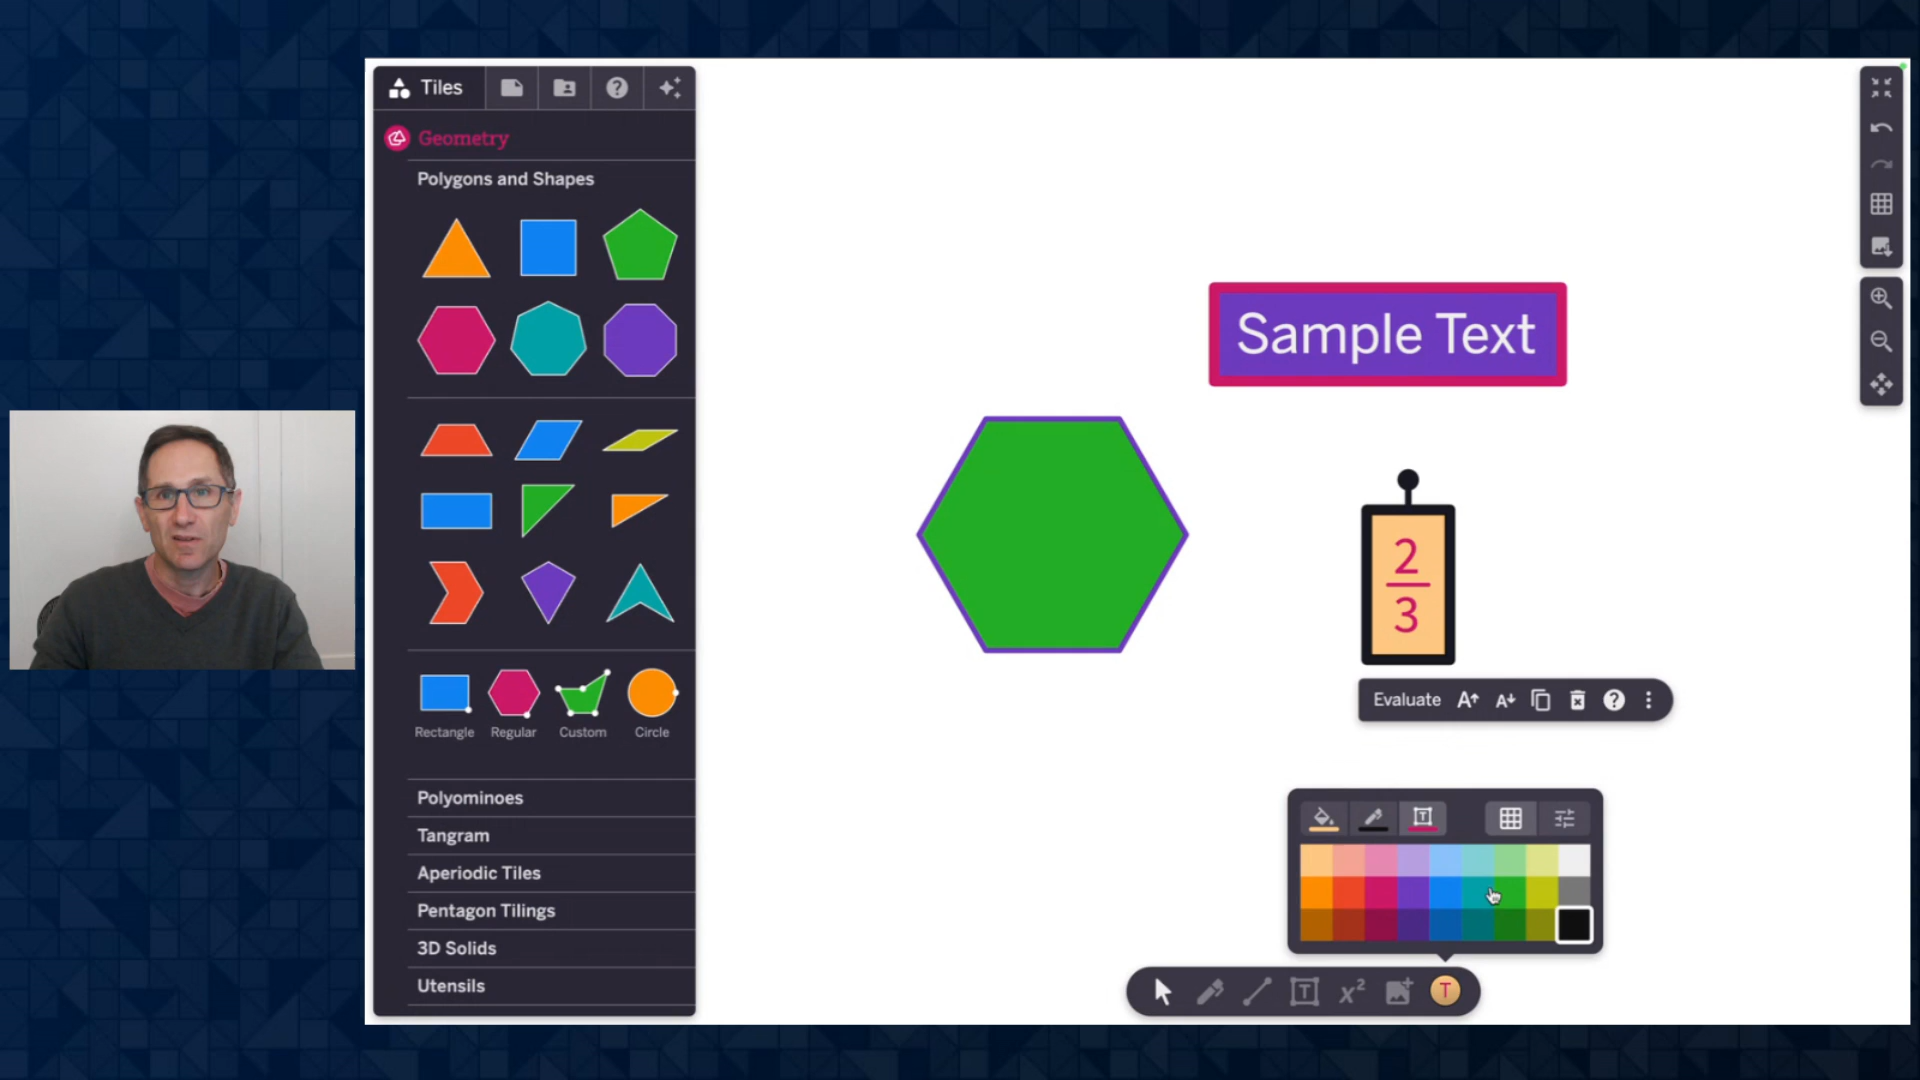 Tiles
Geometry
Polygons and Shapes
Rectangle Regular Custom Circle
Polyominoes
Tangram
Aperiodic Tiles
Pentagon Tilings
3D Solids
Utensils
Sample Text
2
3
Evaluate A A
T
T x² T